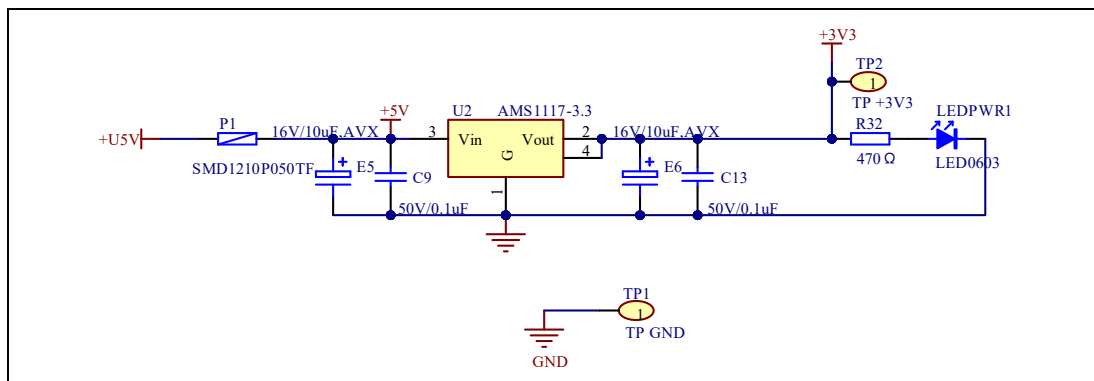 +3V3
TP2
1
TP +3V3
P1
+U5V
SMD1210P050TF
16V/10uF,AVX
+5V
E5
C9
50V/0.1uF
U2
AMS1117-3.3
3
Vin
Vout
G
1
2
4
16V/10uF,AVX
E6
C13
50V/0.1uF
R32
470 Ω
LEDPWR1
LED0603
TP1
1
TP GND
GND